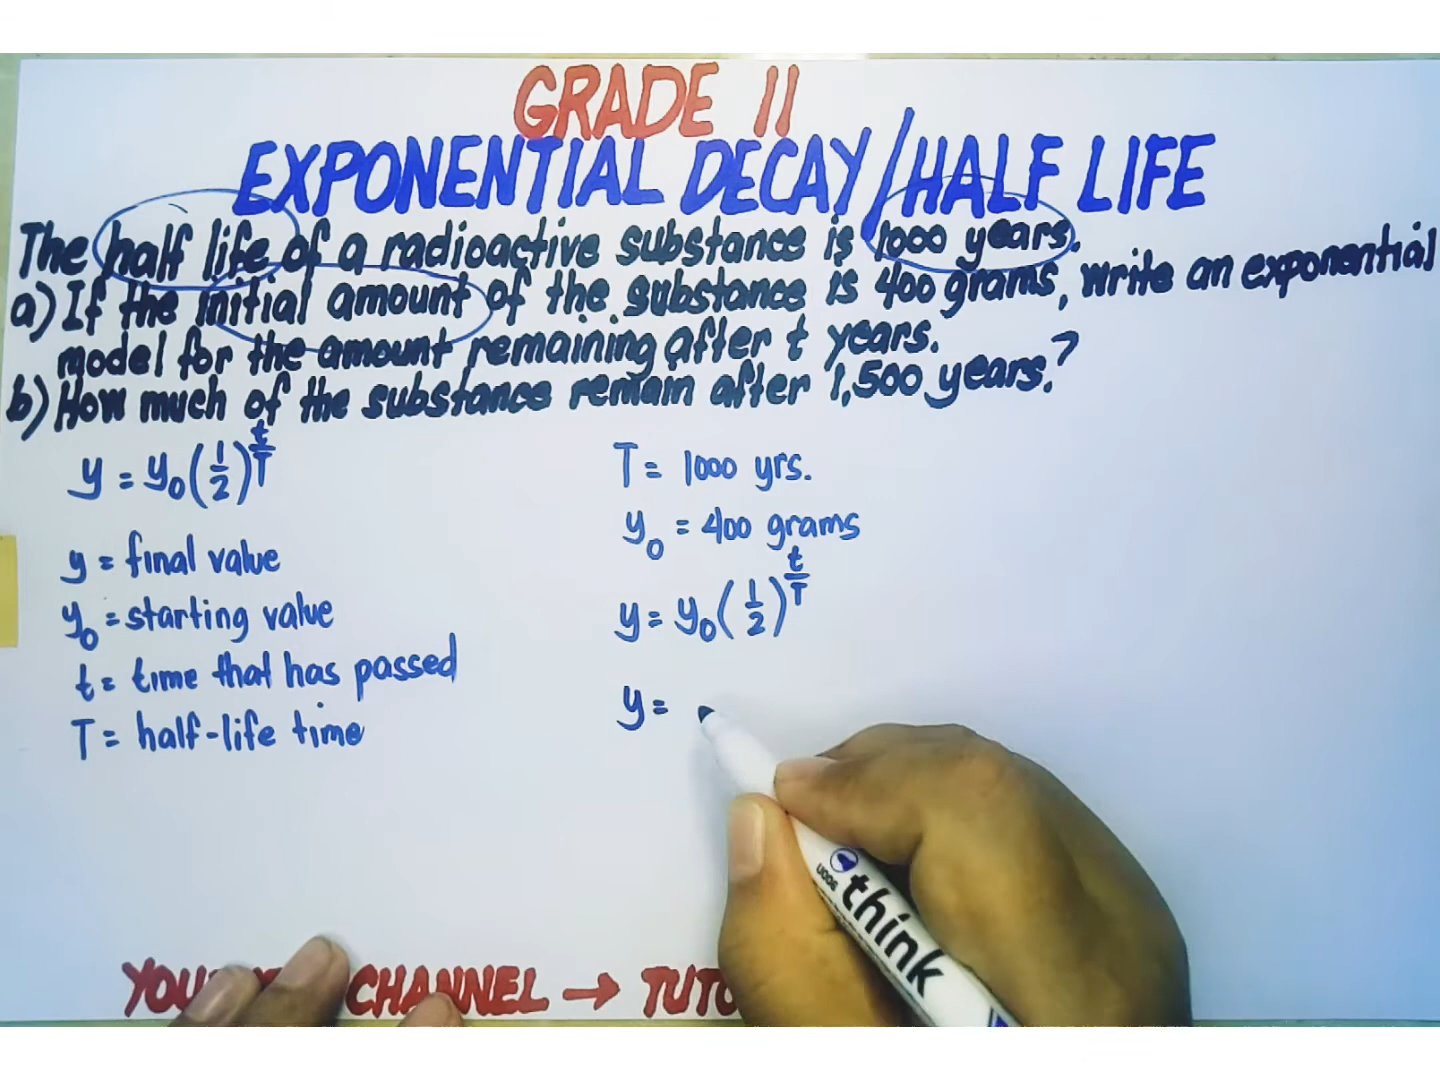 GRADE 11
EXPONENTIAL DECAY/HALF LIFE
The half life of a radioactive substance is 1000 years.
a) If the initial amount of the substance is 400 grams, write an exponential
model for the amount remaining after t years.
b) How much of the substance remain after 1,500 years?
y = y₀(1/2)^(t/T)
y = final value
y₀ = starting value
t = time that has passed
T = half-life time
T = 1000 yrs.
y₀ = 400 grams
y = y₀(1/2)^(t/T)
y =
CHANNEL →
U006 think